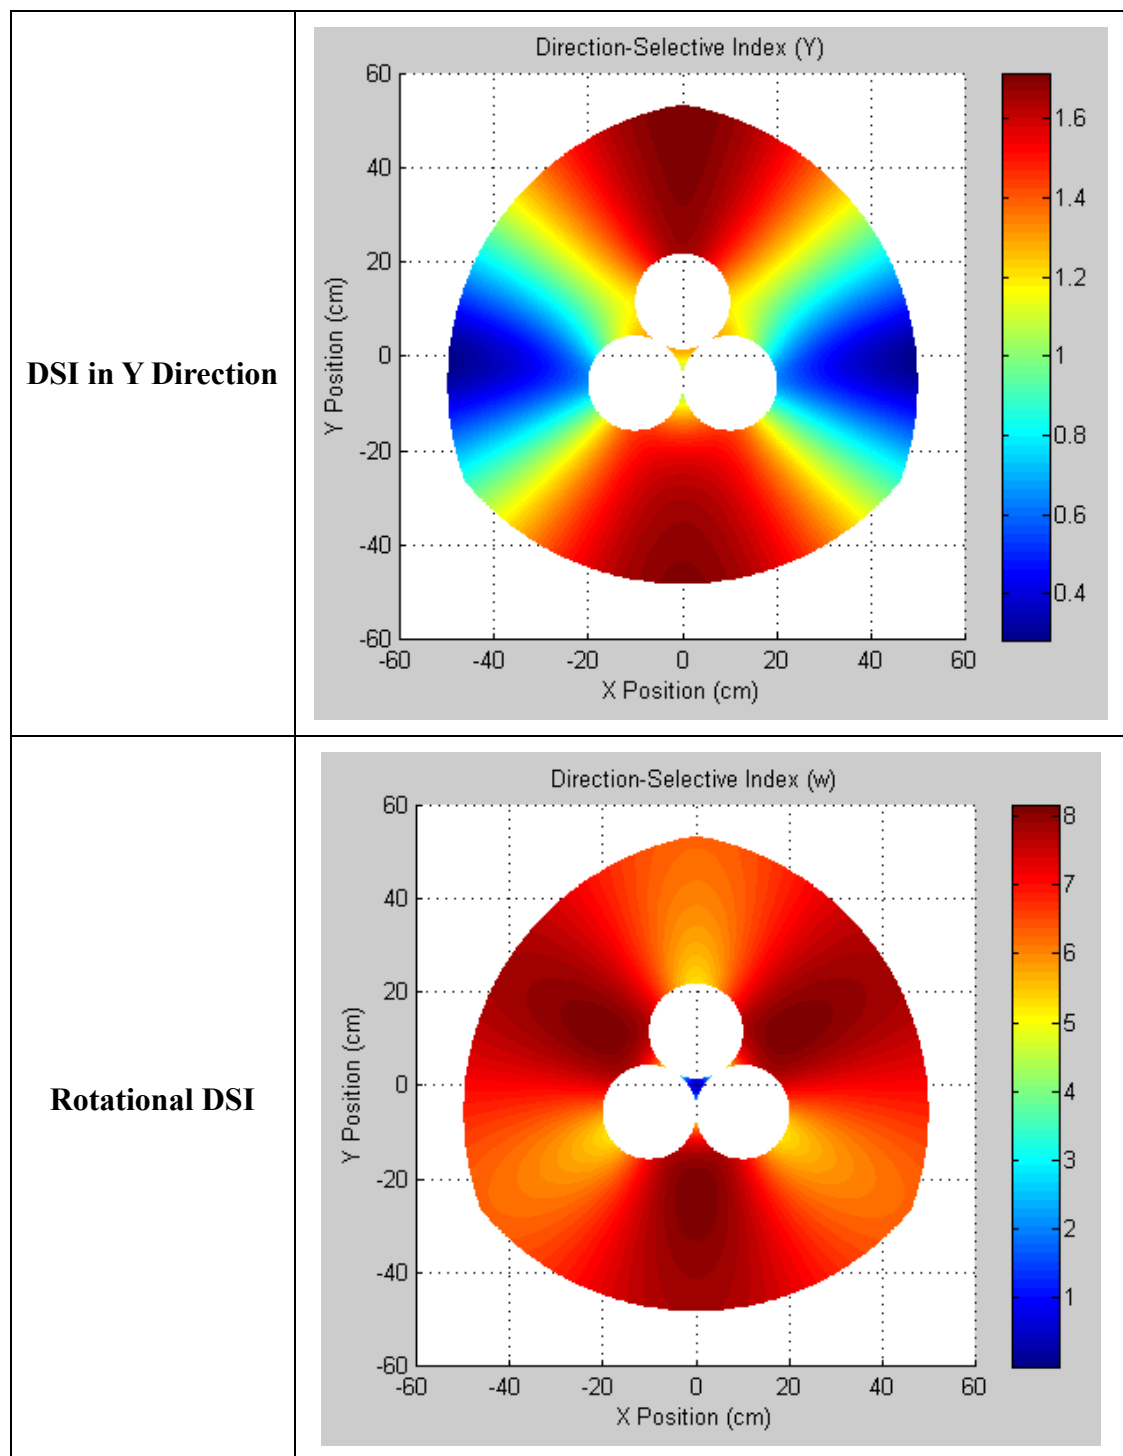 DSI in Y Direction
Direction-Selective Index (Y)
60
40
20
0
-20
-40
-60
Y Position (cm)
-60 -40 -20 0 20 40 60
X Position (cm)
1.6
1.4
1.2
1
0.8
0.6
0.4
Rotational DSI
Direction-Selective Index (w)
60
40
20
0
-20
-40
-60
Y Position (cm)
-60 -40 -20 0 20 40 60
X Position (cm)
8
7
6
5
4
3
2
1